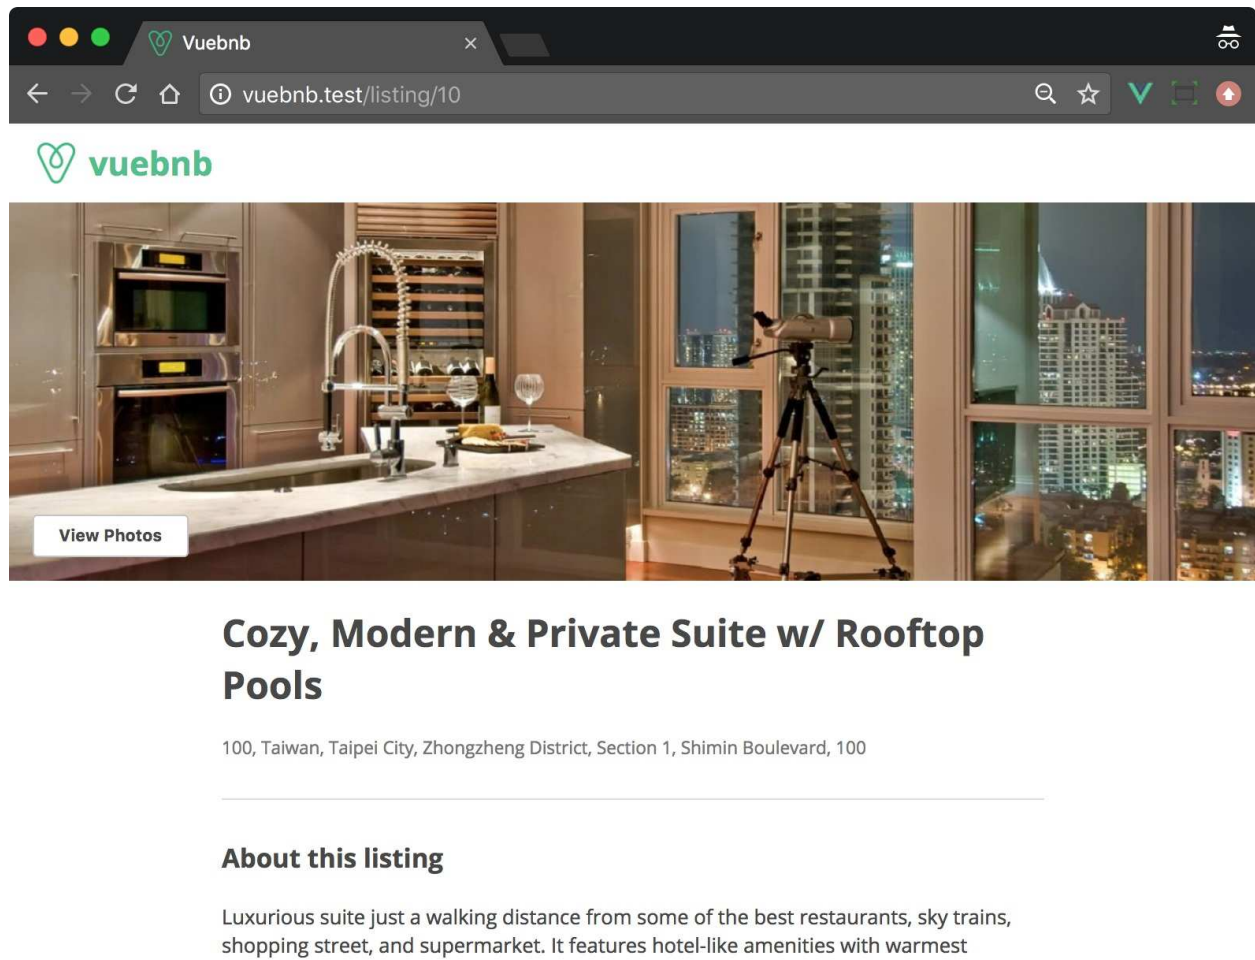 Vuebnb
vuebnb.test/listing/10
vuebnb
View Photos
Cozy, Modern & Private Suite w/ Rooftop
Pools
100, Taiwan, Taipei City, Zhongzheng District, Section 1, Shimin Boulevard, 100
About this listing
Luxurious suite just a walking distance from some of the best restaurants, sky trains,
shopping street, and supermarket. It features hotel-like amenities with warmest